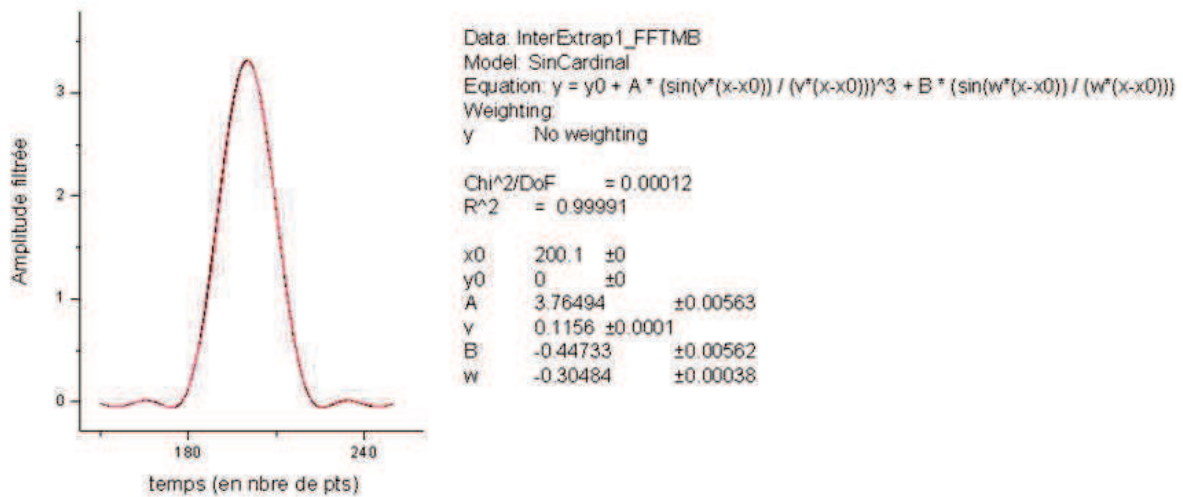 Data: InterExtrap1_FFTMB
Model: SinCardinal
Equation: y = y0 + A * (sin(v*(x-x0)) / (v*(x-x0)))^3 + B * (sin(w*(x-x0)) / (w*(x-x0)))
Weighting:
y No weighting
Chi^2/DoF = 0.00012
R^2 = 0.99991
x0 200.1 ±0
y0 0 ±0
A 3.76494 ±0.00563
v 0.1156 ±0.0001
B -0.44733 ±0.00562
w -0.30484 ±0.00038
Amplitude filtrée
3
2
1
0
180 240
temps (en nbre de pts)